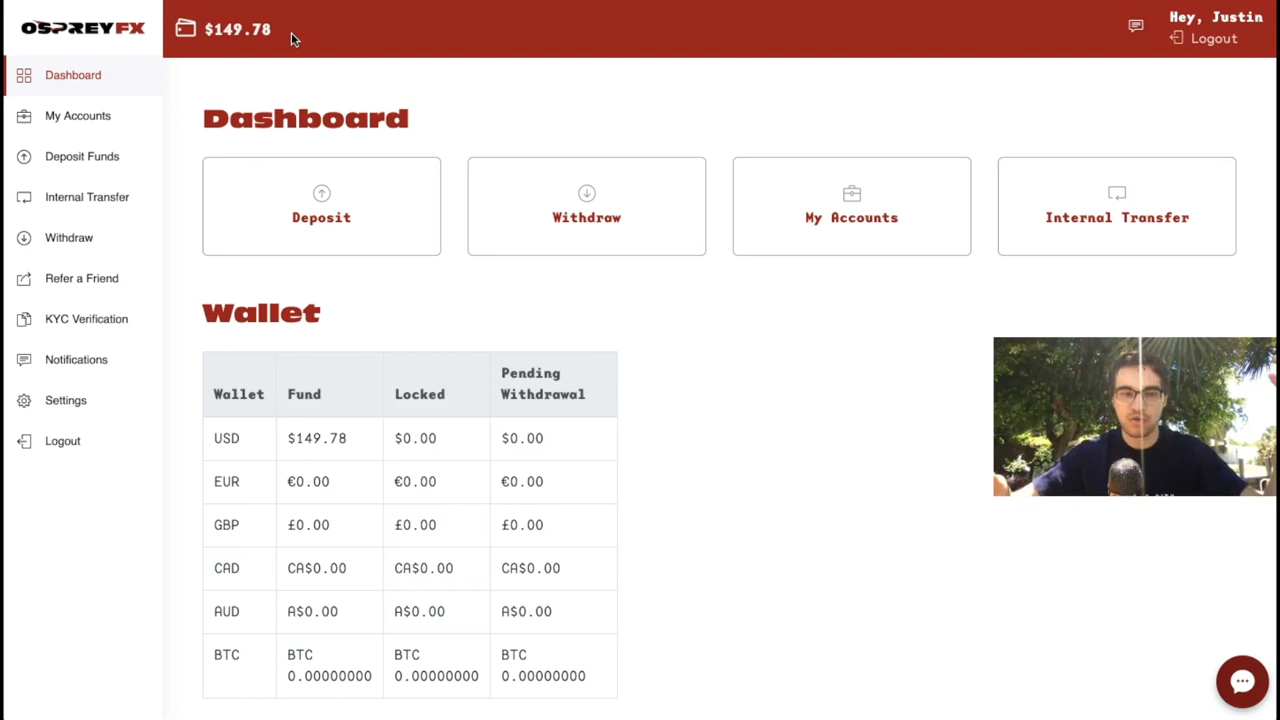 OSPREYFX
$149.78
Hey, Justin
Logout
Dashboard
My Accounts
Deposit Funds
Internal Transfer
Withdraw
Refer a Friend
KYC Verification
Notifications
Settings
Logout
Dashboard
Deposit
Withdraw
My Accounts
Internal Transfer
Wallet
Wallet Fund Locked Pending Withdrawal
USD $149.78 $0.00 $0.00
EUR €0.00 €0.00 €0.00
GBP £0.00 £0.00 £0.00
CAD CA$0.00 CA$0.00 CA$0.00
AUD A$0.00 A$0.00 A$0.00
BTC BTC 0.00000000 BTC 0.00000000 BTC 0.00000000